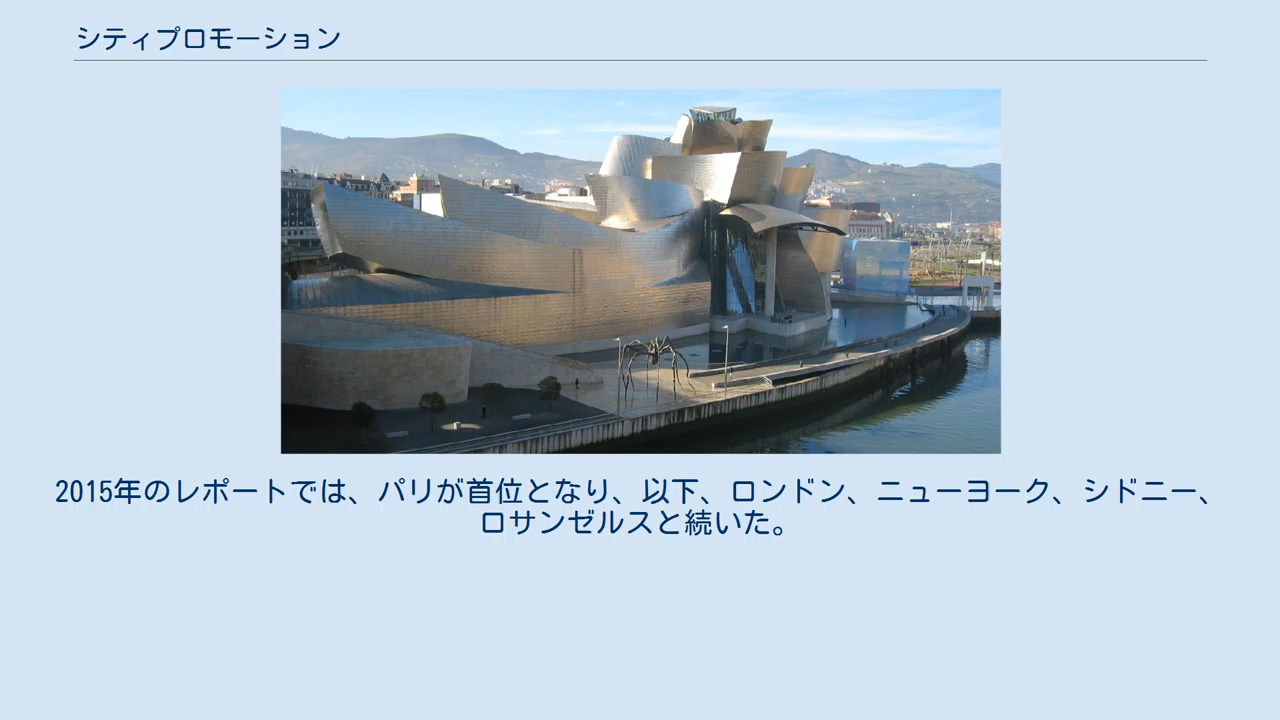 シティプロモーション
2015年のレポートでは、パリが首位となり、以下、ロンドン、ニューヨーク、シドニー、
ロサンゼルスと続いた。